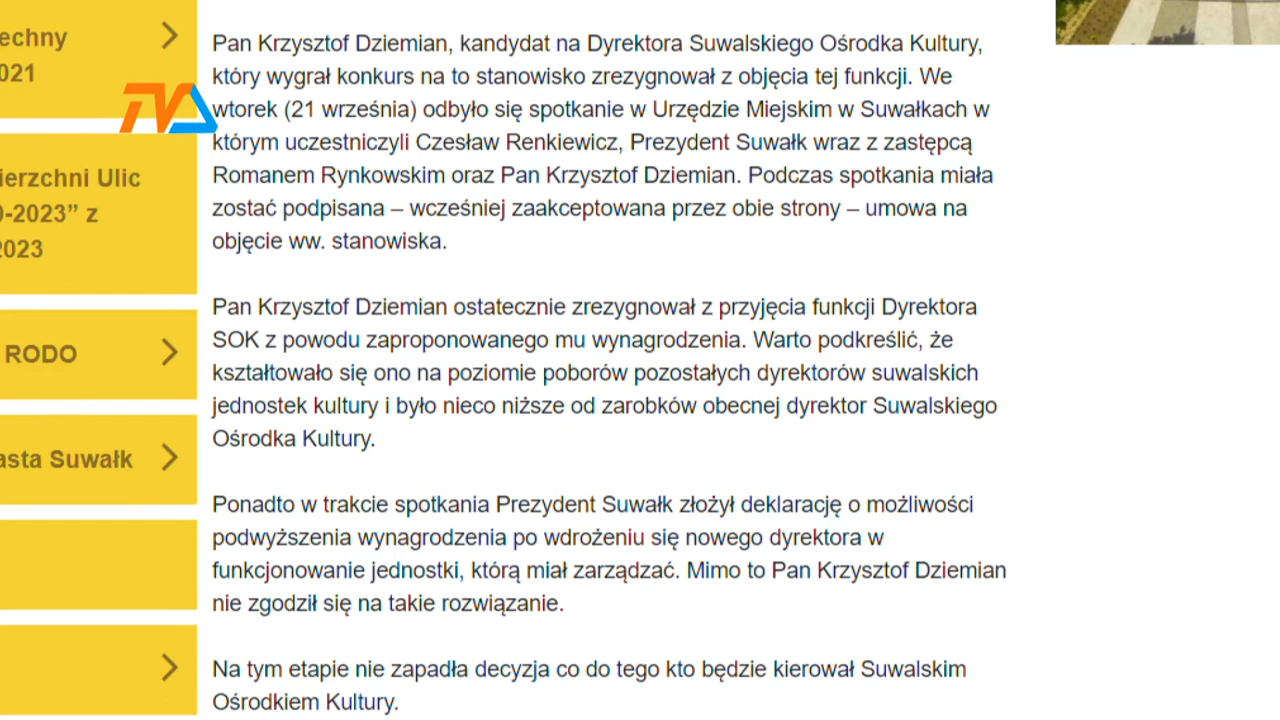 echny
021
TVA
ierzchni Ulic
0-2023” z
2023
RODO
asta Suwałk
Pan Krzysztof Dziemian, kandydat na Dyrektora Suwalskiego Ośrodka Kultury,
który wygrał konkurs na to stanowisko zrezygnował z objęcia tej funkcji. We
wtorek (21 września) odbyło się spotkanie w Urzędzie Miejskim w Suwałkach w
którym uczestniczyli Czesław Renkiewicz, Prezydent Suwałk wraz z zastępcą
Romanem Rynkowskim oraz Pan Krzysztof Dziemian. Podczas spotkania miała
zostać podpisana – wcześniej zaakceptowana przez obie strony – umowa na
objęcie ww. stanowiska.
Pan Krzysztof Dziemian ostatecznie zrezygnował z przyjęcia funkcji Dyrektora
SOK z powodu zaproponowanego mu wynagrodzenia. Warto podkreślić, że
kształtowało się ono na poziomie poborów pozostałych dyrektorów suwalskich
jednostek kultury i było nieco niższe od zarobków obecnej dyrektor Suwalskiego
Ośrodka Kultury.
Ponadto w trakcie spotkania Prezydent Suwałk złożył deklarację o możliwości
podwyższenia wynagrodzenia po wdrożeniu się nowego dyrektora w
funkcjonowanie jednostki, którą miał zarządzać. Mimo to Pan Krzysztof Dziemian
nie zgodził się na takie rozwiązanie.
Na tym etapie nie zapadła decyzja co do tego kto będzie kierował Suwalskim
Ośrodkiem Kultury.